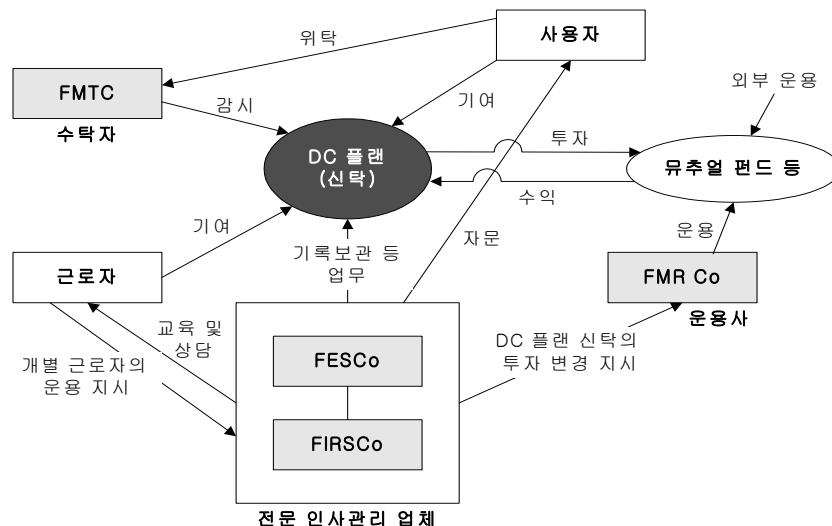 위탁
사용자
FMTC
수탁자
감시
기여
외부 운용
DC 플랜
(신탁)
투자
뮤추얼 펀드 등
수익
기여
기록보관 등
업무
자문
운용
근로자
FMR Co
운용사
교육 및
상담
개별 근로자의
운용 지시
DC 플랜 신탁의
투자 변경 지시
FESCo
FIRSCo
전문 인사관리 업체